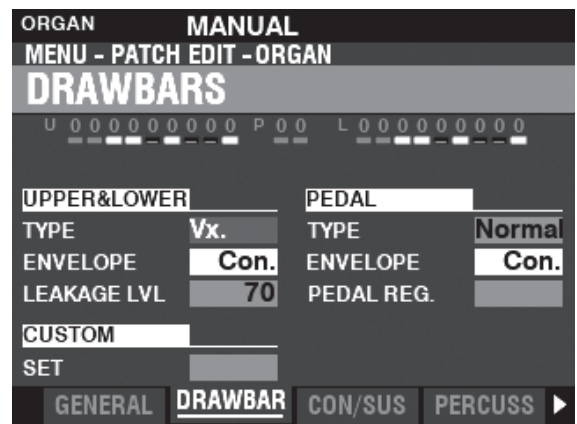 ORGAN MANUAL
MENU - PATCH EDIT - ORGAN
DRAWBARS
U 0 0 0 0 0 0 0 0 0 P 0 0 L 0 0 0 0 0 0 0 0 0
UPPER&LOWER PEDAL
TYPE Vx. TYPE Normal
ENVELOPE Con. ENVELOPE Con.
LEAKAGE LVL 70 PEDAL REG.
CUSTOM
SET
GENERAL DRAWBAR CON/SUS PERCUSS